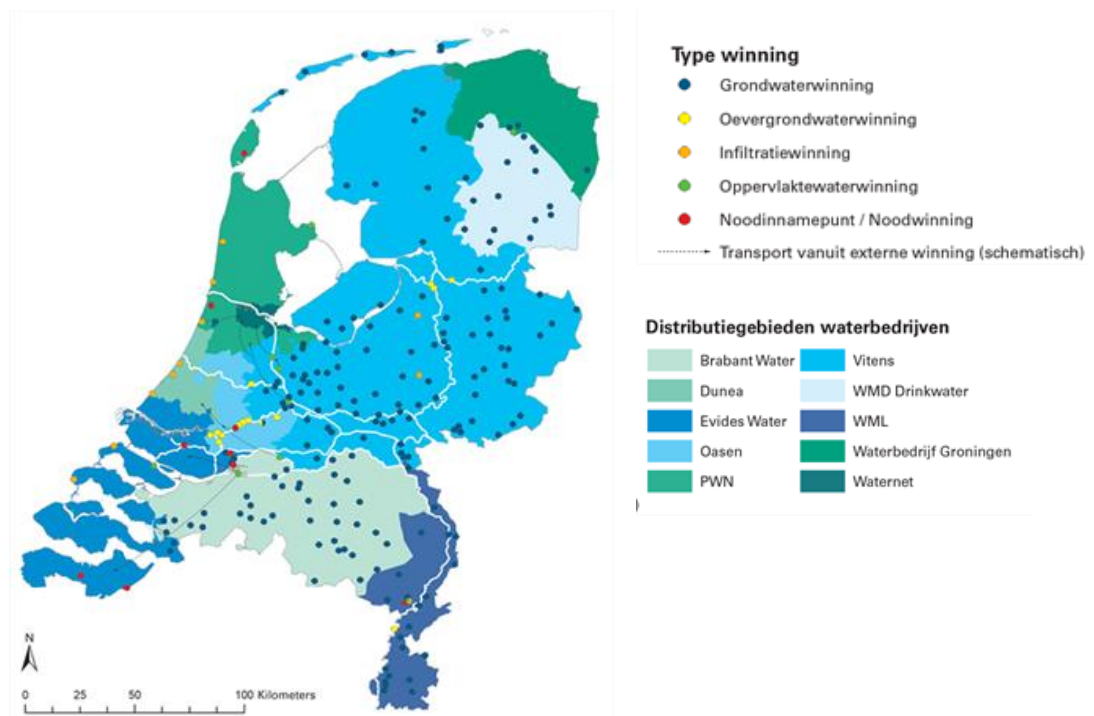 Type winning
Grondwaterwinning
Oevergrondwaterwinning
Infiltratiewinning
Oppervlaktewaterwinning
Noodinnamepunt / Noodwinning
Transport vanuit externe winning (schematisch)
)
Distributiegebieden waterbedrijven
Brabant Water
Vitens
Dunea
WMD Drinkwater
Evides Water
WML
Oasen
Waterbedrijf Groningen
PWN
Waternet
N
0 25 50 100 Kilometers